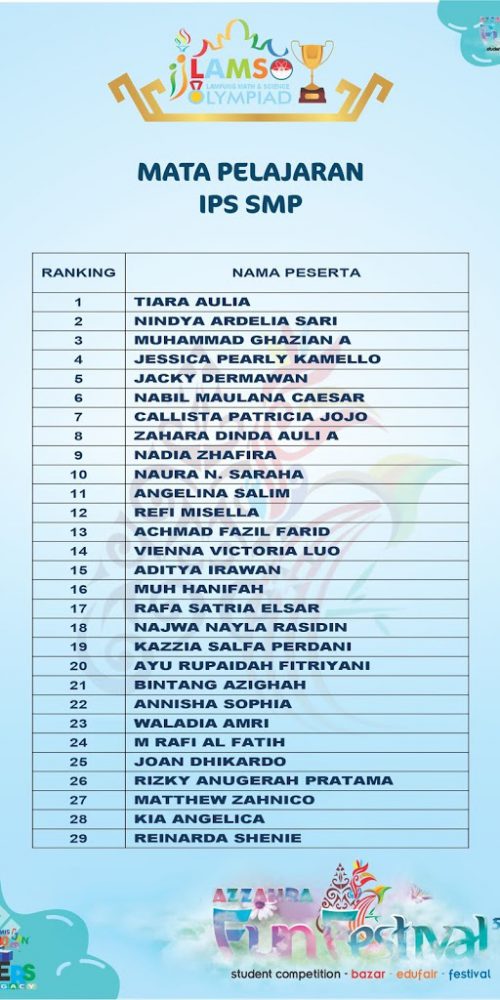 LAMSO
LAMPUNG MATH & SCIENCE
OLYMPIAD
MATA PELAJARAN
IPS SMP
RANKING NAMA PESERTA
1 TIARA AULIA
2 NINDYA ARDELIA SARI
3 MUHAMMAD GHAZIAN A
4 JESSICA PEARLY KAMELLO
5 JACKY DERMAWAN
6 NABIL MAULANA CAESAR
7 CALLISTA PATRICIA JOJO
8 ZAHARA DINDA AULI A
9 NADIA ZHAFIRA
10 NAURA N. SARAHA
11 ANGELINA SALIM
12 REFI MISELLA
13 ACHMAD FAZIL FARID
14 VIENNA VICTORIA LUO
15 ADITYA IRAWAN
16 MUH HANIFAH
17 RAFA SATRIA ELSAR
18 NAJWA NAYLA RASIDIN
19 KAZZIA SALFA PERDANI
20 AYU RUPAIDAH FITRIYANI
21 BINTANG AZIGHAH
22 ANNISHA SOPHIA
23 WALADIA AMRI
24 M RAFI AL FATIH
25 JOAN DHIKARDO
26 RIZKY ANUGERAH PRATAMA
27 MATTHEW ZAHNICO
28 KIA ANGELICA
29 REINARDA SHENIE
AZZAHRA
Fun Festival 5
student competition - bazar - edufair - festival